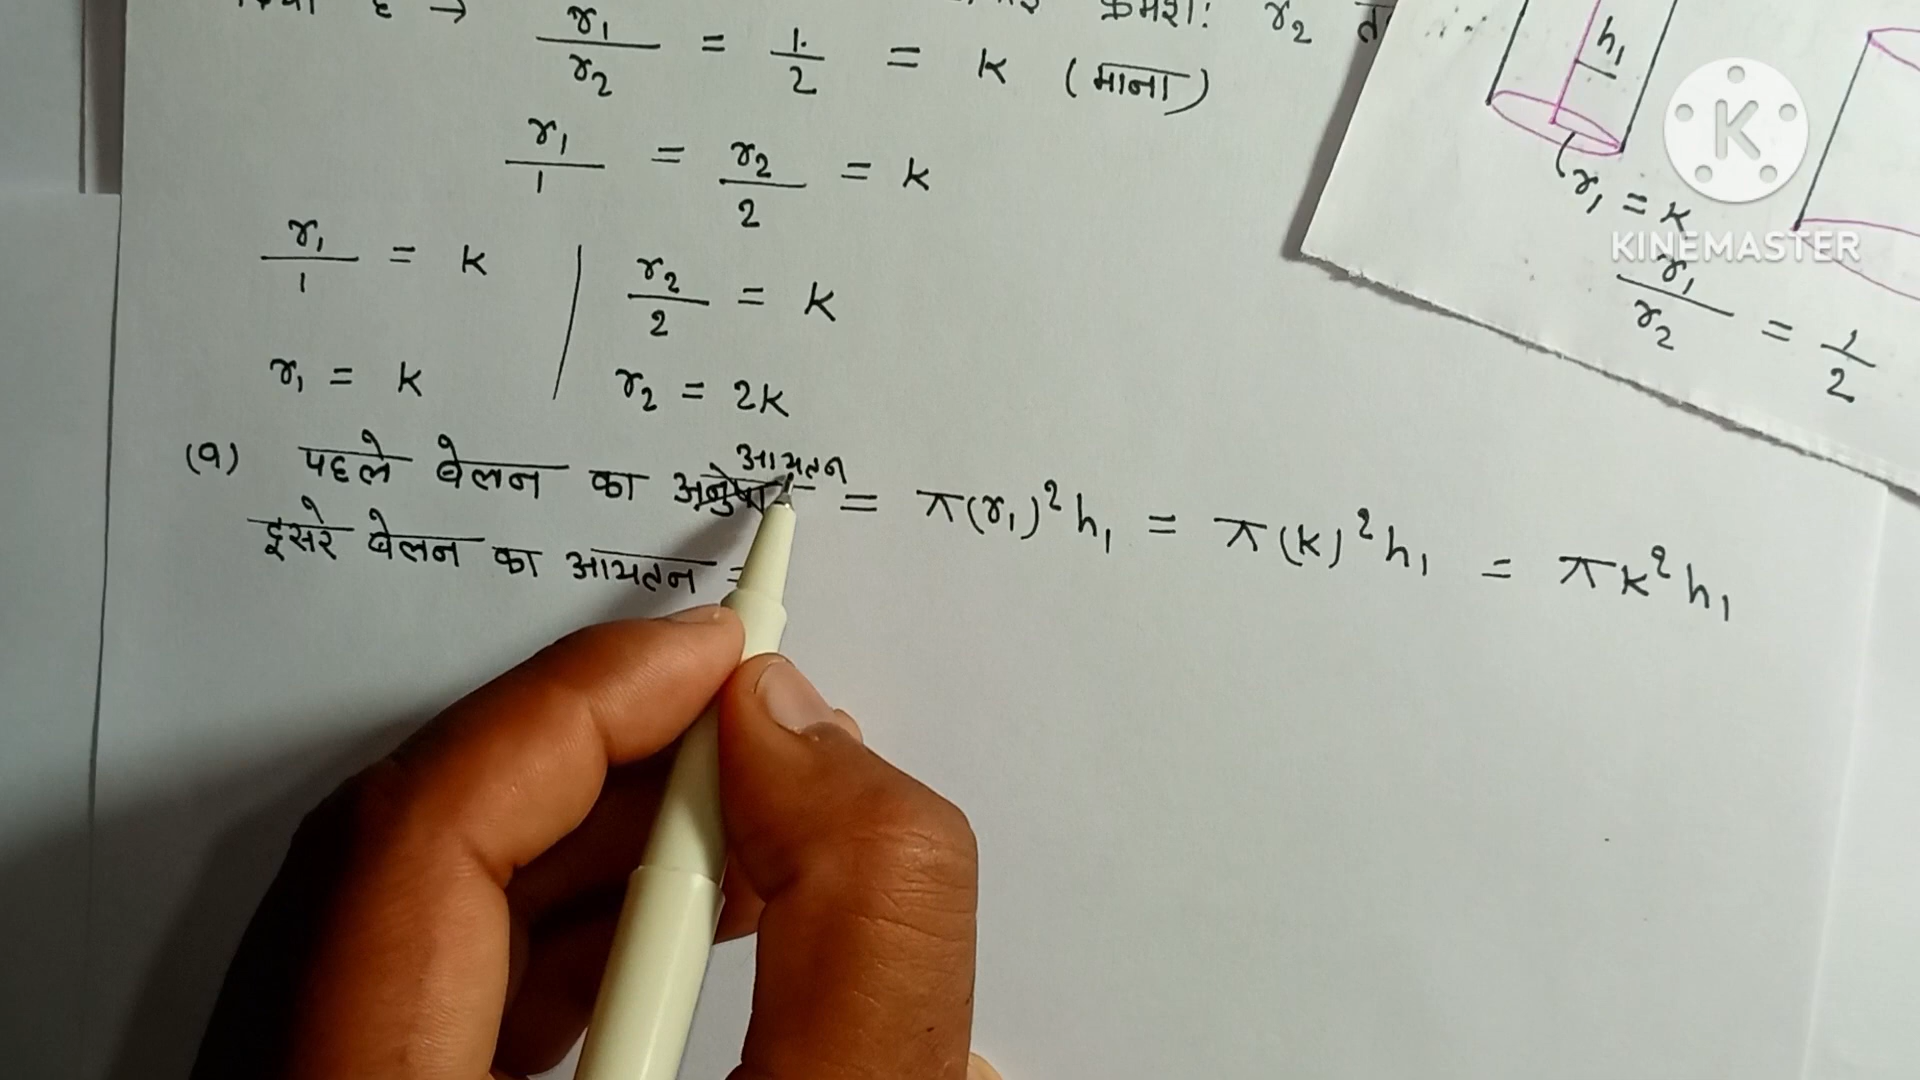 है → r₁/r₂ = 1/2 = k (माना)
क्रमशः r₂
r₁/1 = r₂/2 = k
r₁/1 = k | r₂/2 = k
r₁ = k | r₂ = 2k
(9) पहले बेलन का आयतन = π(r₁)²h₁ = π(k)²h₁ = πk²h₁
दूसरे बेलन का आयतन =
h₁
r₁ = k
r₁/r₂ = 1/2
K
KINEMASTER